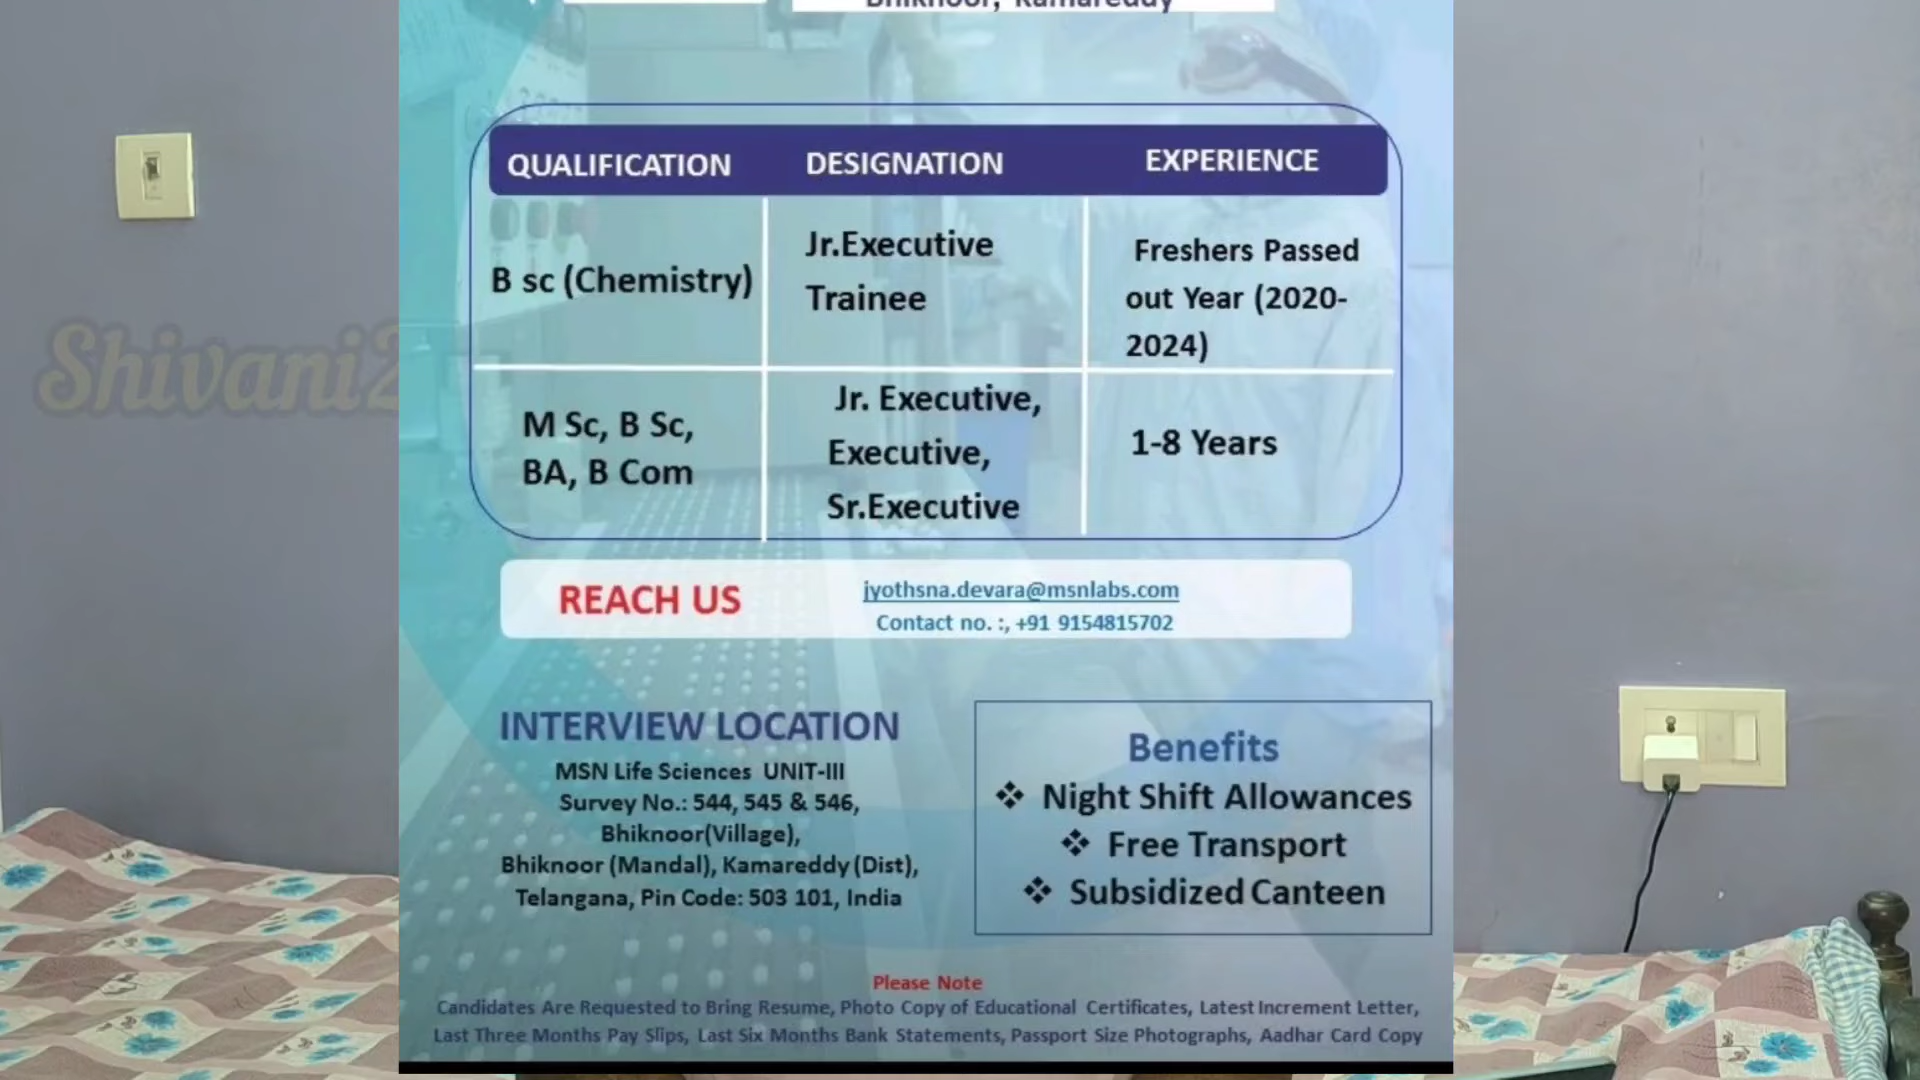 Bhiknoor, Kamareddy
QUALIFICATION DESIGNATION EXPERIENCE
B sc (Chemistry)
Jr.Executive
Trainee
Freshers Passed
out Year (2020-
2024)
M Sc, B Sc,
BA, B Com
Jr. Executive,
Executive,
Sr.Executive
1-8 Years
Shivani2
REACH US
jyothsna.devara@msnlabs.com
Contact no. :, +91 9154815702
INTERVIEW LOCATION
MSN Life Sciences UNIT-III
Survey No.: 544, 545 & 546,
Bhiknoor(Village),
Bhiknoor (Mandal), Kamareddy (Dist),
Telangana, Pin Code: 503 101, India
Benefits
❖ Night Shift Allowances
❖ Free Transport
❖ Subsidized Canteen
Please Note
Candidates Are Requested to Bring Resume, Photo Copy of Educational Certificates, Latest Increment Letter,
Last Three Months Pay Slips, Last Six Months Bank Statements, Passport Size Photographs, Aadhar Card Copy